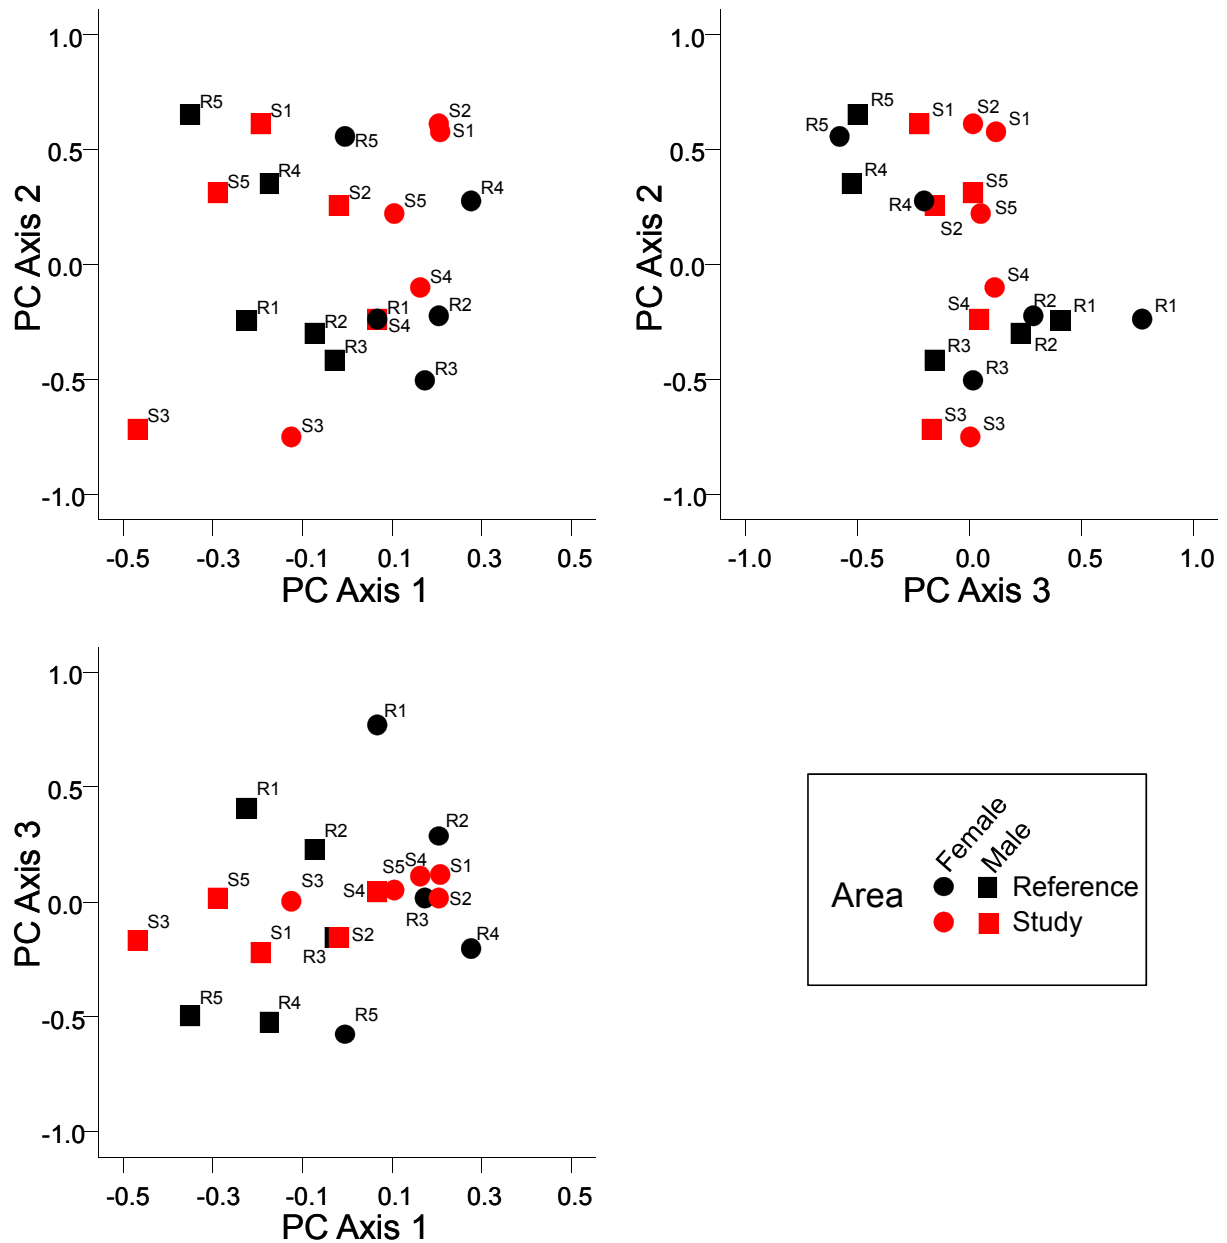 1.0
R5
S1
S2
S1
R5
0.5
R4
S5
S2
S5
R4
PC Axis 2
0.0
S4
R1
R1
R2
R2
S4
R3
R3
-0.5
S3
S3
-1.0
-0.5 -0.3 -0.1 0.1 0.3 0.5
PC Axis 1
1.0
R5
S1
S2
S1
R5
0.5
R4
S5
R4
S5
S2
PC Axis 2
0.0
S4
S4
R2
R1
R1
R3
R2
R3
-0.5
S3
S3
-1.0
-1.0 -0.5 0.0 0.5 1.0
PC Axis 3
1.0
R1
R1
0.5
R2
R2
S5
S4
S1
S5
S3
S4
S2
PC Axis 3
0.0
R3
S3
S1
S2
R4
R3
R5
R4
R5
-0.5
-1.0
-0.5 -0.3 -0.1 0.1 0.3 0.5
PC Axis 1
Female
Male
Area
Reference
Study